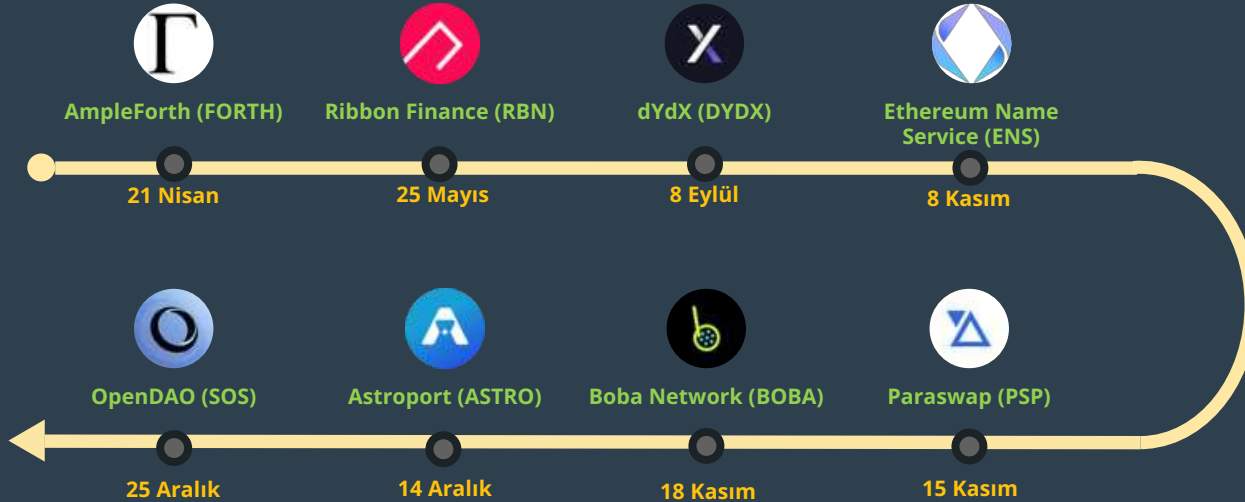 AmpleForth (FORTH)
Ribbon Finance (RBN)
dYdX (DYDX)
Ethereum Name
Service (ENS)
21 Nisan
25 Mayıs
8 Eylül
8 Kasım
OpenDAO (SOS)
Astroport (ASTRO)
Boba Network (BOBA)
Paraswap (PSP)
25 Aralık
14 Aralık
18 Kasım
15 Kasım